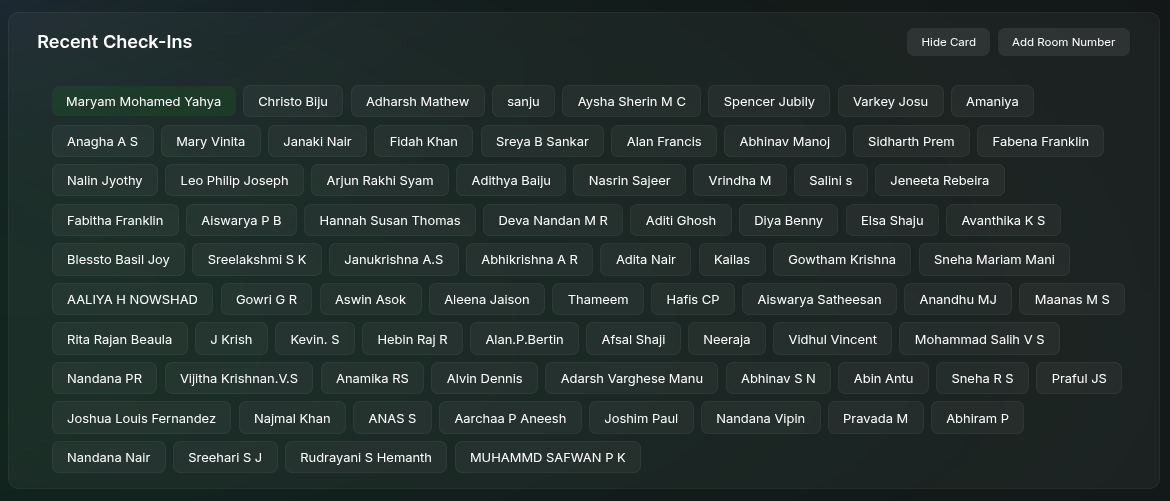 Recent Check-Ins Hide Card Add Room Number
Maryam Mohamed Yahya Christo Biju Adharsh Mathew sanju Aysha Sherin M C Spencer Jubily Varkey Josu Amaniya
Anagha A S Mary Vinita Janaki Nair Fidah Khan Sreya B Sankar Alan Francis Abhinav Manoj Sidharth Prem Fabena Franklin
Nalin Jyothy Leo Philip Joseph Arjun Rakhi Syam Adithya Baiju Nasrin Sajeer Vrindha M Salini s Jeneeta Rebeira
Fabitha Franklin Aiswarya P B Hannah Susan Thomas Deva Nandan M R Aditi Ghosh Diya Benny Elsa Shaju Avanthika K S
Blessto Basil Joy Sreelakshmi S K Janukrishna A.S Abhikrishna A R Adita Nair Kailas Gowtham Krishna Sneha Mariam Mani
AALIYA H NOWSHAD Gowri G R Aswin Asok Aleena Jaison Thameem Hafis CP Aiswarya Satheesan Anandhu MJ Maanas M S
Rita Rajan Beaula J Krish Kevin. S Hebin Raj R Alan.P.Bertin Afsal Shaji Neeraja Vidhul Vincent Mohammad Salih V S
Nandana PR Vijitha Krishnan.V.S Anamika RS Alvin Dennis Adarsh Varghese Manu Abhinav S N Abin Antu Sneha R S Praful JS
Joshua Louis Fernandez Najmal Khan ANAS S Aarchaa P Aneesh Joshim Paul Nandana Vipin Pravada M Abhiram P
Nandana Nair Sreehari S J Rudrayani S Hemanth MUHAMMD SAFWAN P K